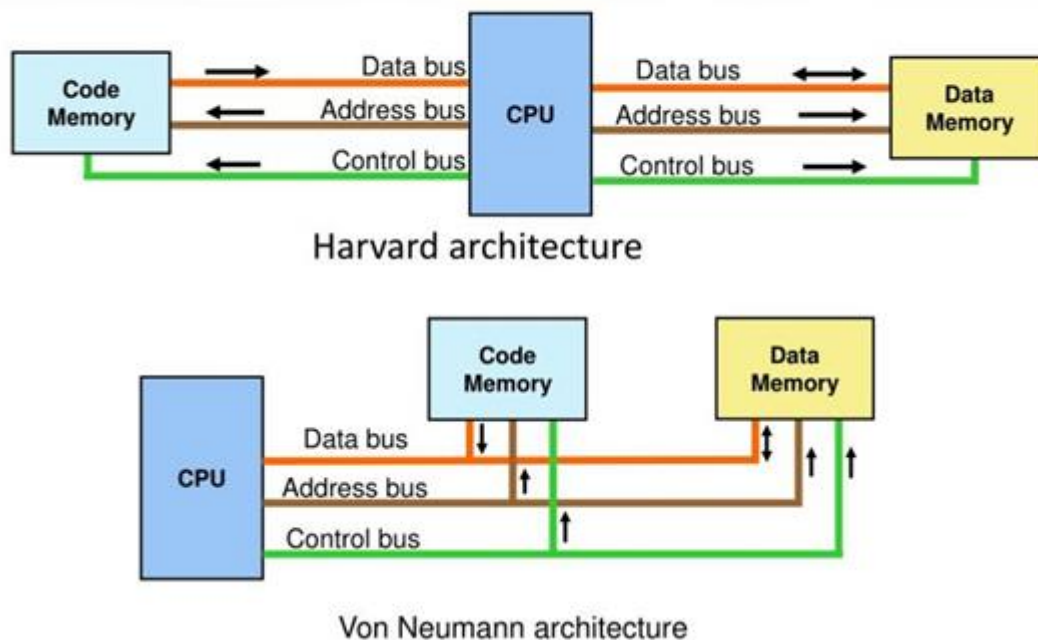 Code
Memory
Data bus
Address bus
Control bus
CPU
Data bus
Address bus
Control bus
Data
Memory
Harvard architecture
Code
Memory
Data
Memory
CPU
Data bus
Address bus
Control bus
Von Neumann architecture